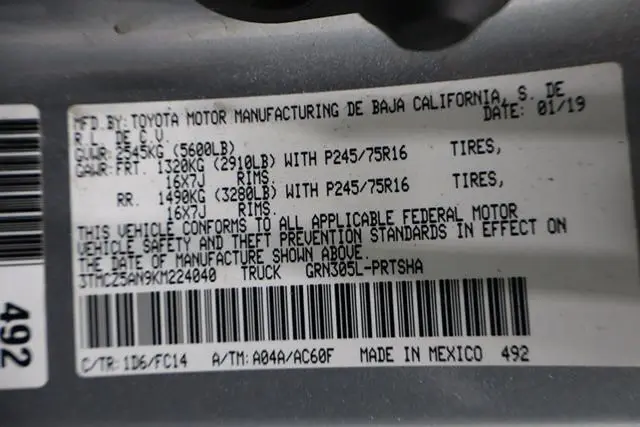 MFD.BY: TOYOTA MOTOR MANUFACTURING DE BAJA CALIFORNIA, S. DE
R.L. DE C.V. DATE: 01/19
GVWR: 2545KG (5600LB)
GAWR: FRT. 1320KG (2910LB) WITH P245/75R16 TIRES,
16X7J RIMS.
RR. 1490KG (3280LB) WITH P245/75R16 TIRES,
16X7J RIMS.
THIS VEHICLE CONFORMS TO ALL APPLICABLE FEDERAL MOTOR
VEHICLE SAFETY AND THEFT PREVENTION STANDARDS IN EFFECT ON
THE DATE OF MANUFACTURE SHOWN ABOVE.
3TMCZ5AN9KM224040 TRUCK GRN305L-PRTSHA
C/TR: 1D6/FC14 A/TM: A04A/AC60F MADE IN MEXICO 492
492